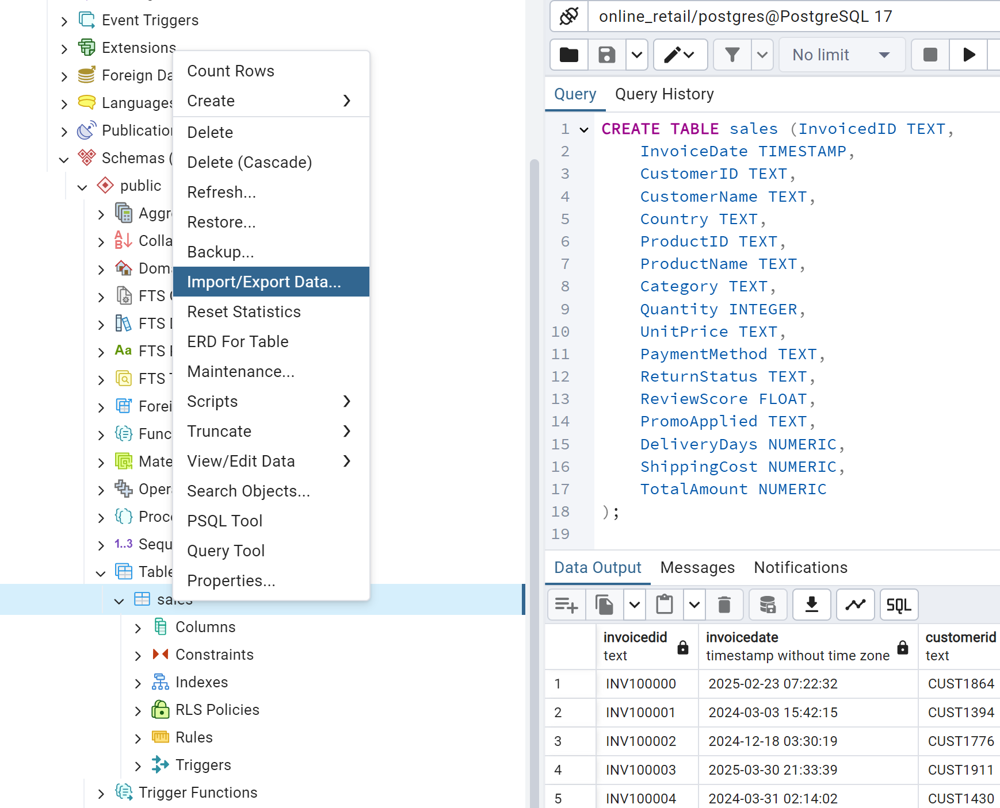 Event Triggers
Extensions
Foreign Da
Languages
Publication
Schemas (
public
Aggr
Colla
Doma
FTS
FTS
Aa FTS
FTS
Forei
Func
Mate
Oper
Proc
1..3 Sequ
Table
sales
Columns
Constraints
Indexes
RLS Policies
Rules
Triggers
Trigger Functions
Count Rows
Create
Delete
Delete (Cascade)
Refresh...
Restore...
Backup...
Import/Export Data...
Reset Statistics
ERD For Table
Maintenance...
Scripts
Truncate
View/Edit Data
Search Objects...
PSQL Tool
Query Tool
Properties...
online_retail/postgres@PostgreSQL 17
No limit
Query Query History
1 CREATE TABLE sales (InvoicedID TEXT,
2 InvoiceDate TIMESTAMP,
3 CustomerID TEXT,
4 CustomerName TEXT,
5 Country TEXT,
6 ProductID TEXT,
7 ProductName TEXT,
8 Category TEXT,
9 Quantity INTEGER,
10 UnitPrice TEXT,
11 PaymentMethod TEXT,
12 ReturnStatus TEXT,
13 ReviewScore FLOAT,
14 PromoApplied TEXT,
15 DeliveryDays NUMERIC,
16 ShippingCost NUMERIC,
17 TotalAmount NUMERIC
18 );
19
Data Output Messages Notifications
SQL
invoicedid invoicedate customerid
text timestamp without time zone text
1 INV100000 2025-02-23 07:22:32 CUST1864
2 INV100001 2024-03-03 15:42:15 CUST1394
3 INV100002 2024-12-18 03:30:19 CUST1776
4 INV100003 2025-03-30 21:33:39 CUST1911
5 INV100004 2024-03-31 02:14:02 CUST1430